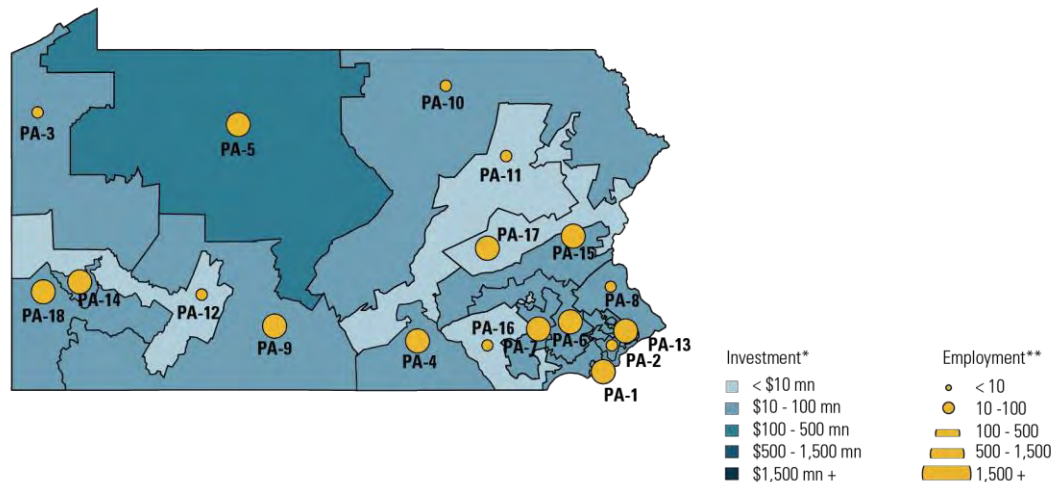 PA-10
PA-3
PA-5
PA-11
PA-17
PA-15
PA-14
PA-8
PA-18
PA-12
PA-16
PA-9
PA-4
PA-7
PA-6
PA-13
PA-2
PA-1
Investment*
< $10 mn
$10 - 100 mn
$100 - 500 mn
$500 - 1,500 mn
$1,500 mn +
Employment**
< 10
10 -100
100 - 500
500 - 1,500
1,500 +